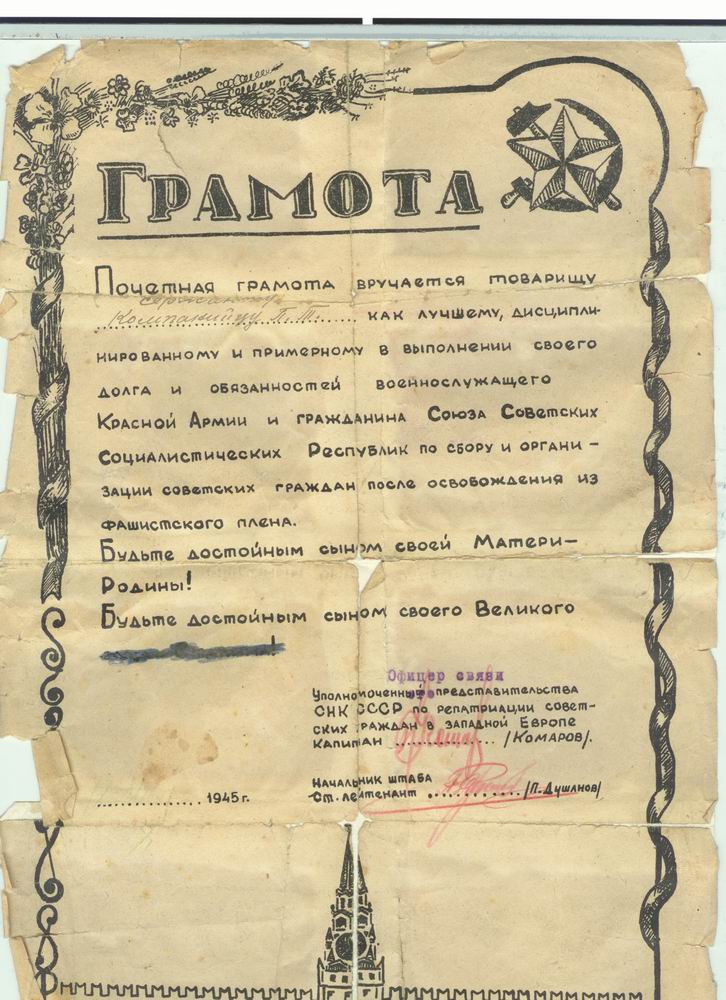 ГРАМОТА
Почетная грамота вручается товарищу
сержанту
Компанийцу П.Т. как лучшему, дисципли-
нированному и примерному в выполнении своего
долга и обязанностей военнослужащего
Красной Армии и гражданина Союза Советских
Социалистических Республик по сбору и органи-
зации советских граждан после освобождения из
фашистского плена.
Будьте достойным сыном своей Матери-
Родины!
Будьте достойным сыном своего Великого
!
Офицер связи
Уполномоченный представительства
СНК СССР по репатриации совет-
ских граждан в западной Европе
капитан ............... /Комаров/.
Начальник штаба
Ст. лейтенант ............ /П. Душанов/
............... 1945 г.